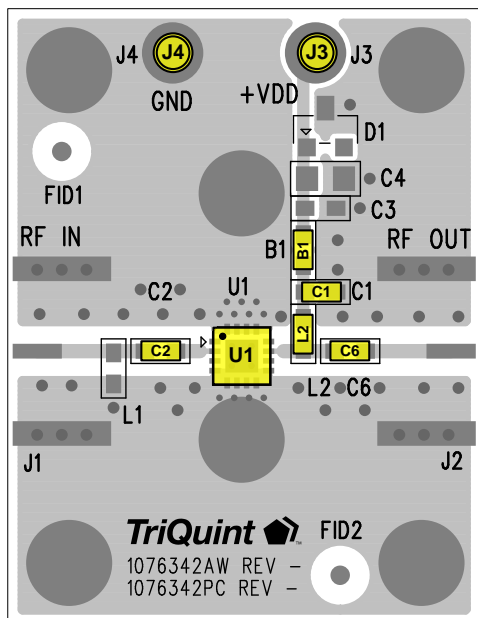 J4 J4 J3 J3
GND +VDD
D1
FID1
C4
C3
RF IN B1 B1 RF OUT
C2 U1 C1 C1
L2
C2 U1 C6
L1 L2 C6
J1 J2
TriQuint FID2
1076342AW REV -
1076342PC REV -